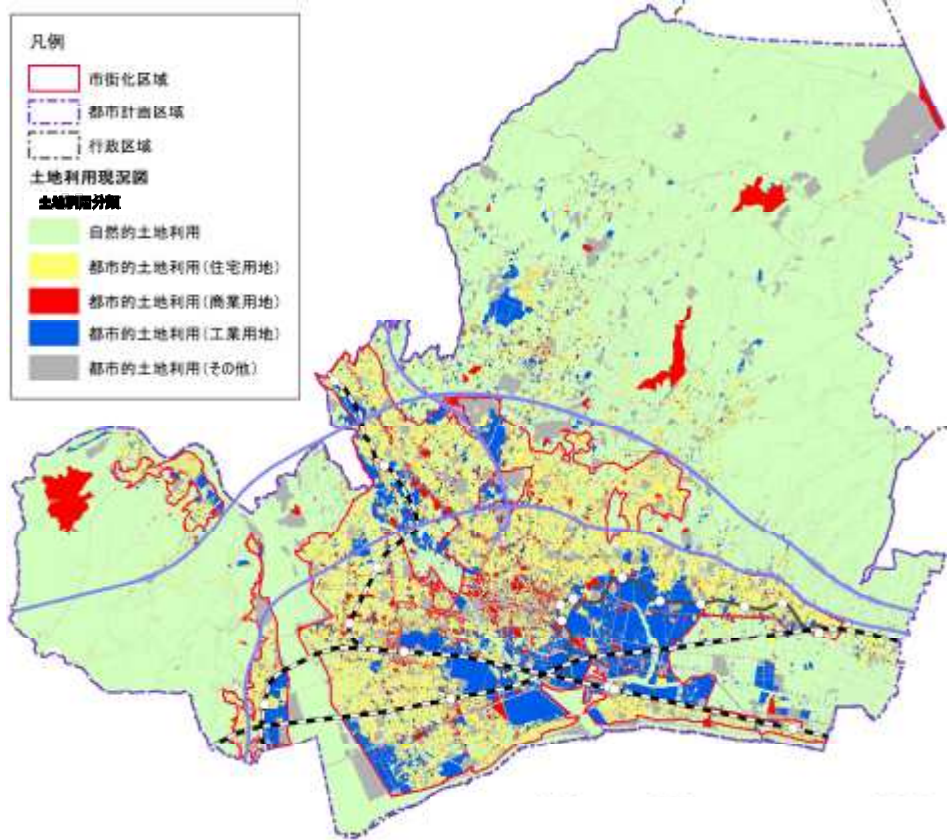 凡例
市街化区域
都市計画区域
行政区域
土地利用現況図
土地利用分類
自然的土地利用
都市的土地利用(住宅用地)
都市的土地利用(商業用地)
都市的土地利用(工業用地)
都市的土地利用(その他)